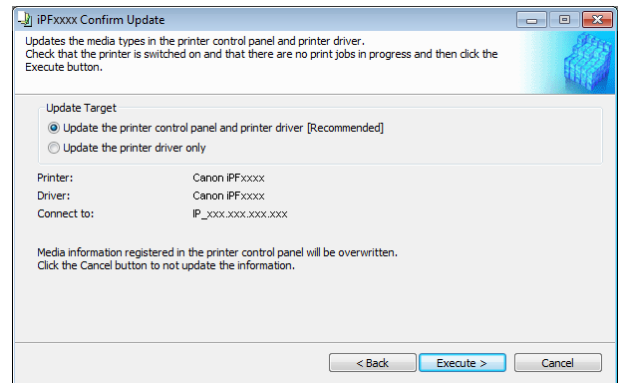 iPFxxxx Confirm Update
Updates the media types in the printer control panel and printer driver.
Check that the printer is switched on and that there are no print jobs in progress and then click the
Execute button.
Update Target
Update the printer control panel and printer driver [Recommended]
Update the printer driver only
Printer: Canon iPFxxxx
Driver: Canon iPFxxxx
Connect to: IP_xxx.xxx.xxx.xxx
Media information registered in the printer control panel will be overwritten.
Click the Cancel button to not update the information.
< Back Execute > Cancel